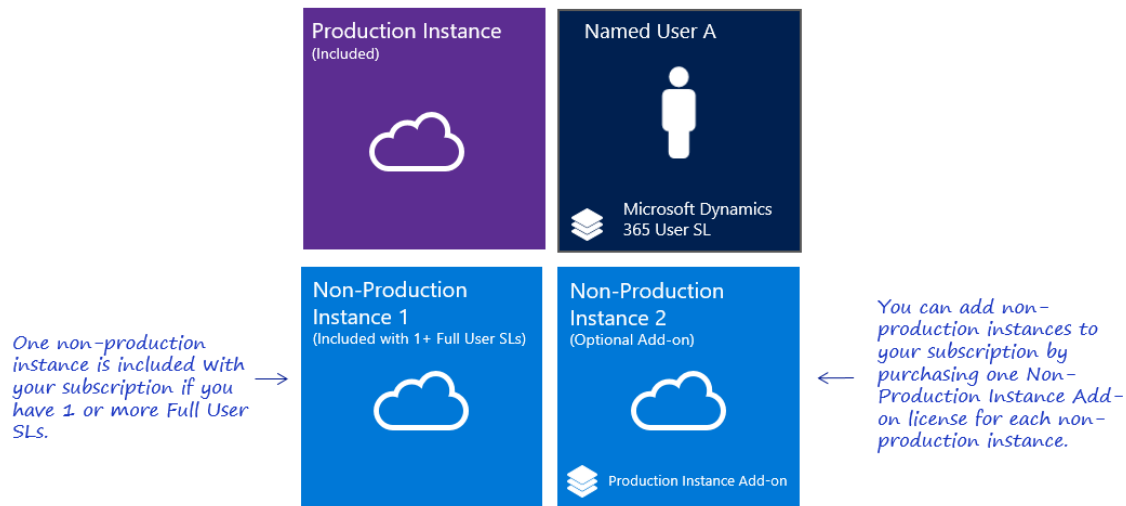 Production Instance
(Included)
Named User A
Microsoft Dynamics
365 User SL
Non-Production
Instance 1
(Included with 1+ Full User SLs)
Non-Production
Instance 2
(Optional Add-on)
Production Instance Add-on
One non-production
instance is included With
your subscription if you
have 1 or more Full User
SLs.
You can add non-
production instances to
your subscription by
purchasing one Non-
Production Instance Add-
on license for each non-
production instance.